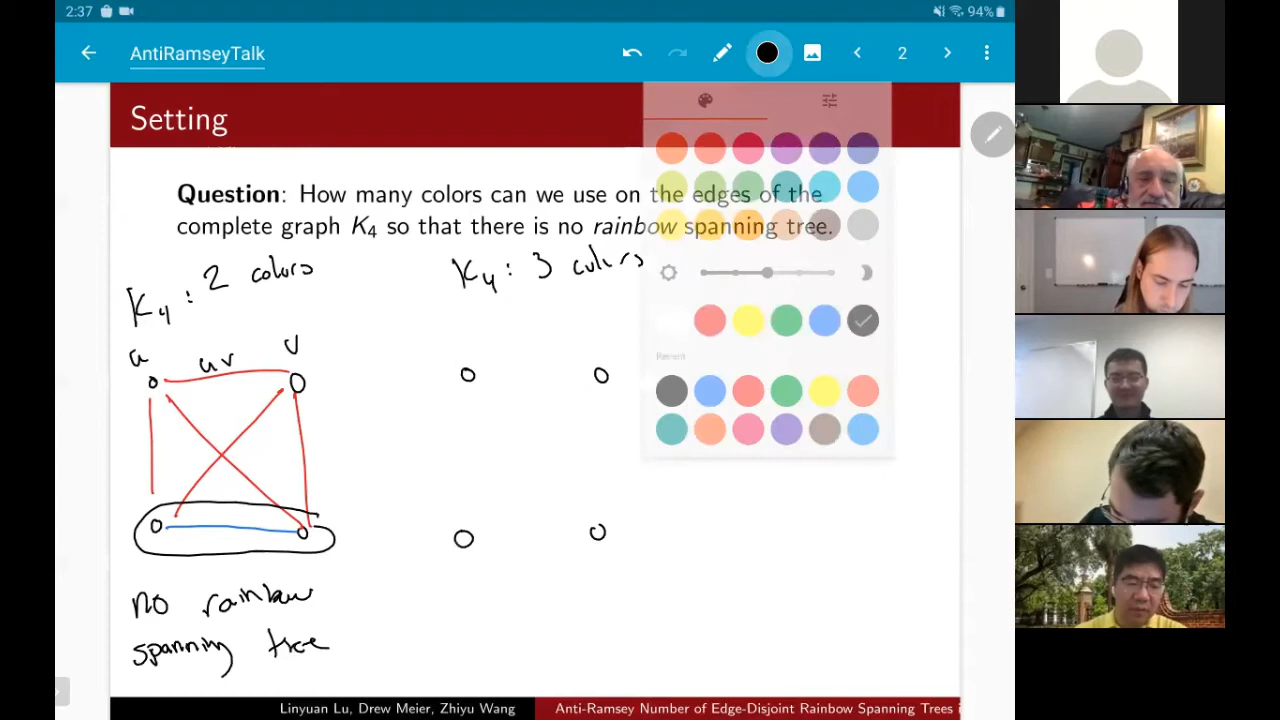 2:37
94%
AntiRamseyTalk
2
Setting
Question: How many colors can we use on the edges of the
complete graph K4 so that there is no rainbow spanning tree.
K4 : 2 colors
K4 : 3 colors
u
uv
v
Recent
no rainbow
spanning tree
Linyuan Lu, Drew Meier, Zhiyu Wang
Anti-Ramsey Number of Edge-Disjoint Rainbow Spanning Trees i